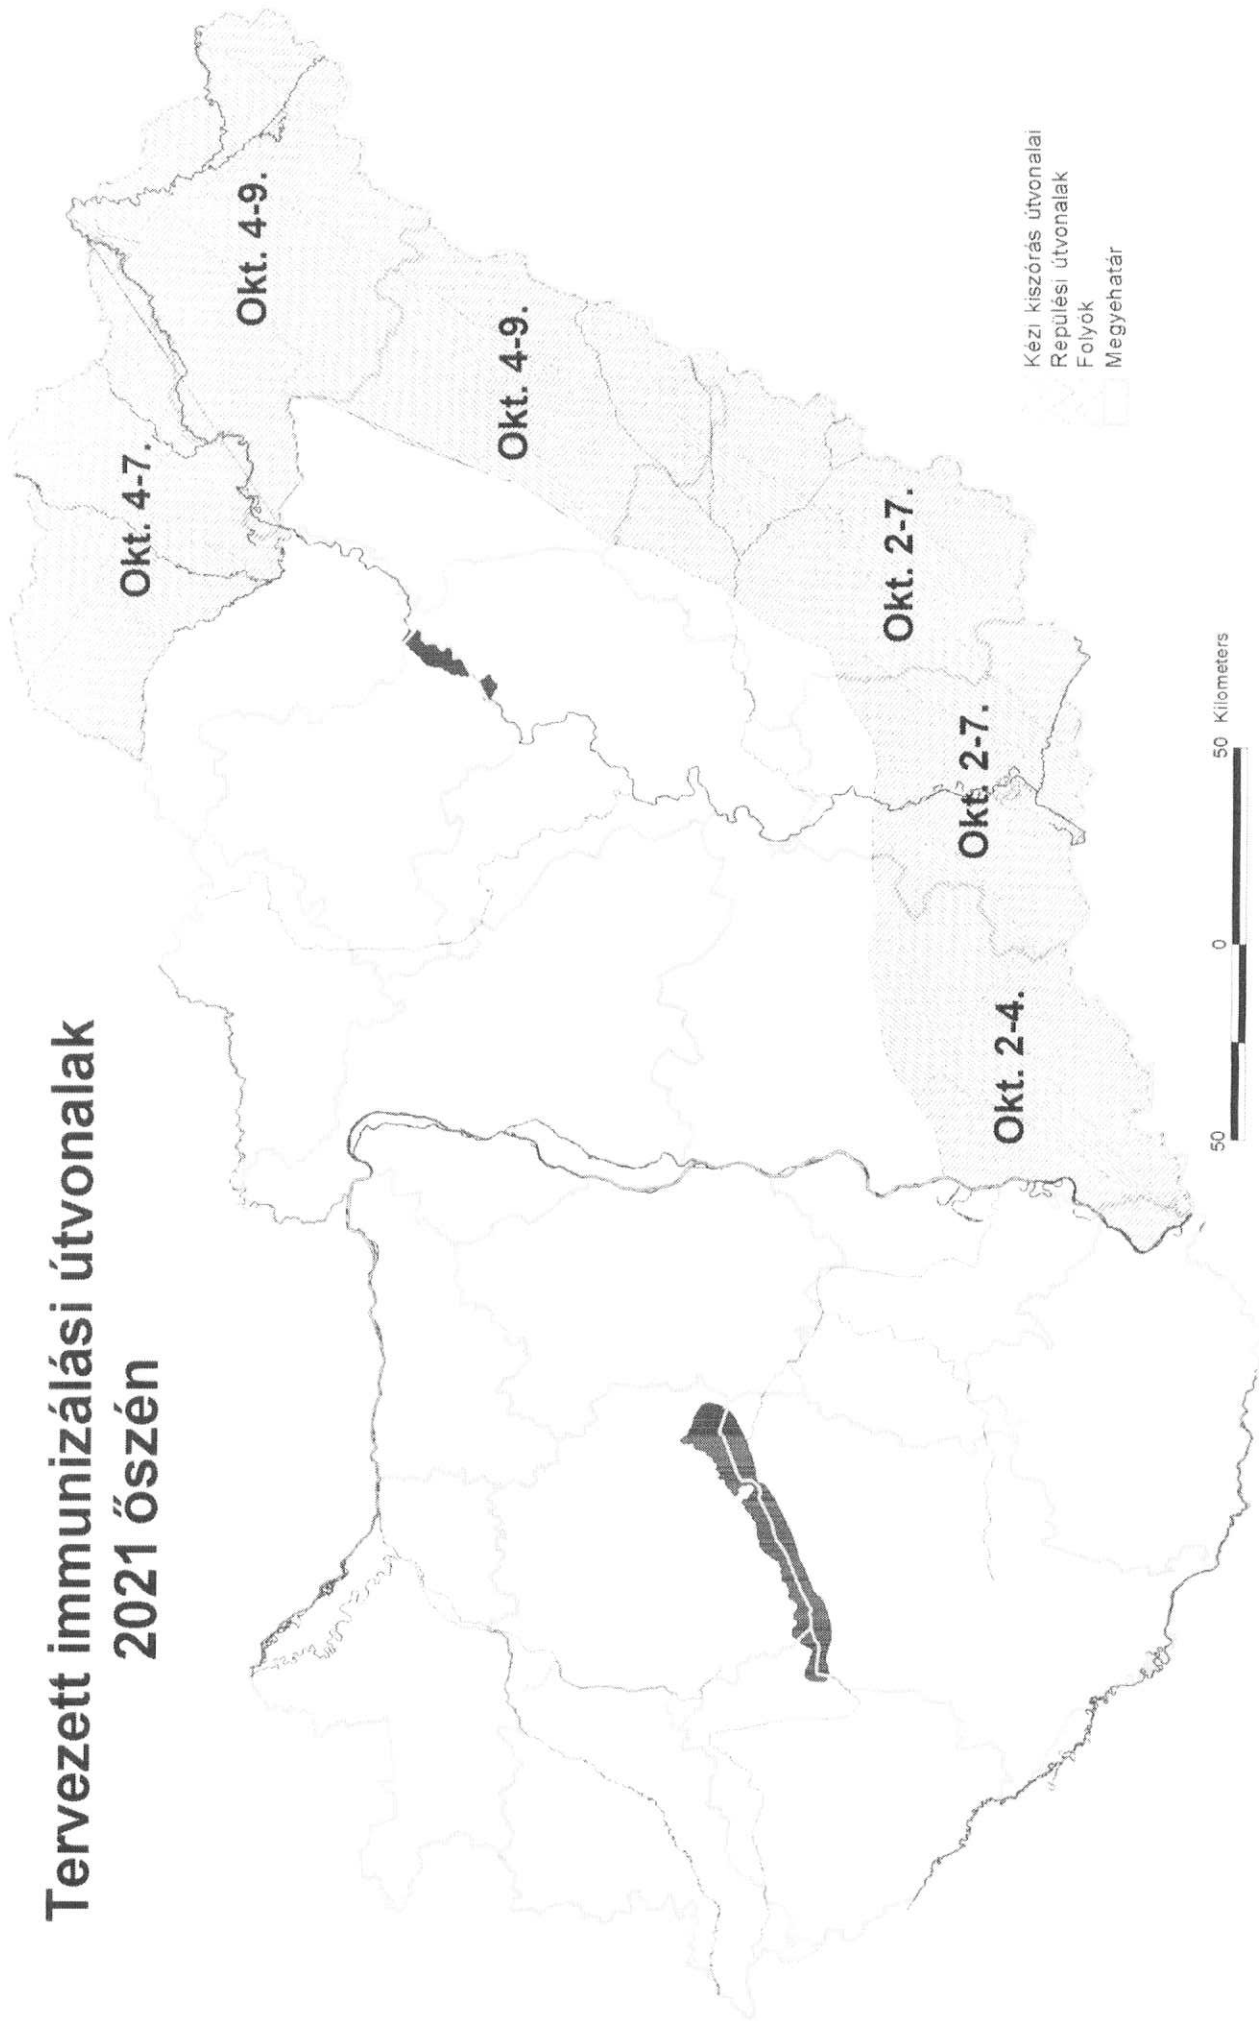 Tervezett immunizálási útvonalak
2021 őszén
Okt. 4-7.
Okt. 4-9.
Okt. 4-9.
Okt. 2-7.
Okt. 2-7.
Okt. 2-4.
Kézi kiszórás útvonalai
Repülési útvonalak
Folyók
Megyehatár
50 0 50 Kilometers